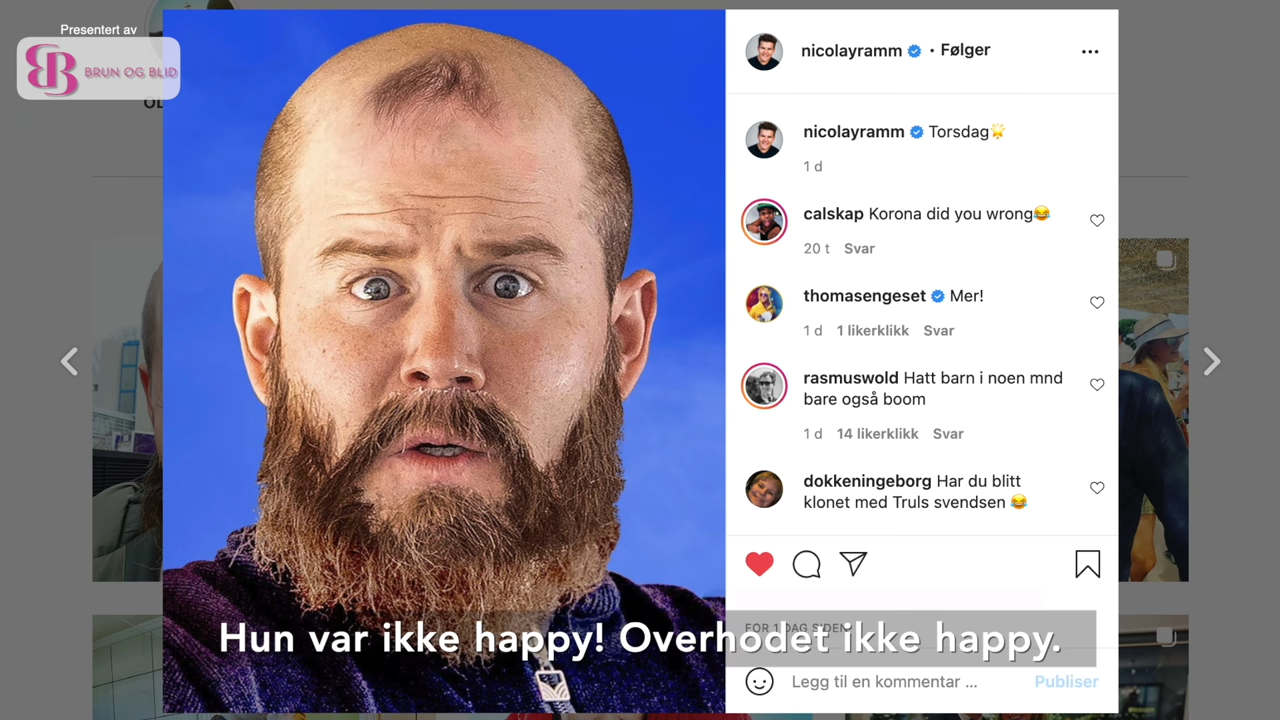 Presentert av
BRUN OG BLID
nicolayramm • Følger
nicolayramm Torsdag
1 d
calskap Korona did you wrong😂
20 t Svar
thomasengeset Mer!
1 d 1 likerklikk Svar
rasmuswold Hatt barn i noen mnd
bare også boom
1 d 14 likerklikk Svar
dokkeningeborg Har du blitt
klonet med Truls svendsen 😂
FOR 1 DAG SIDEN
Hun var ikke happy! Overhodet ikke happy.
Legg til en kommentar ... Publiser